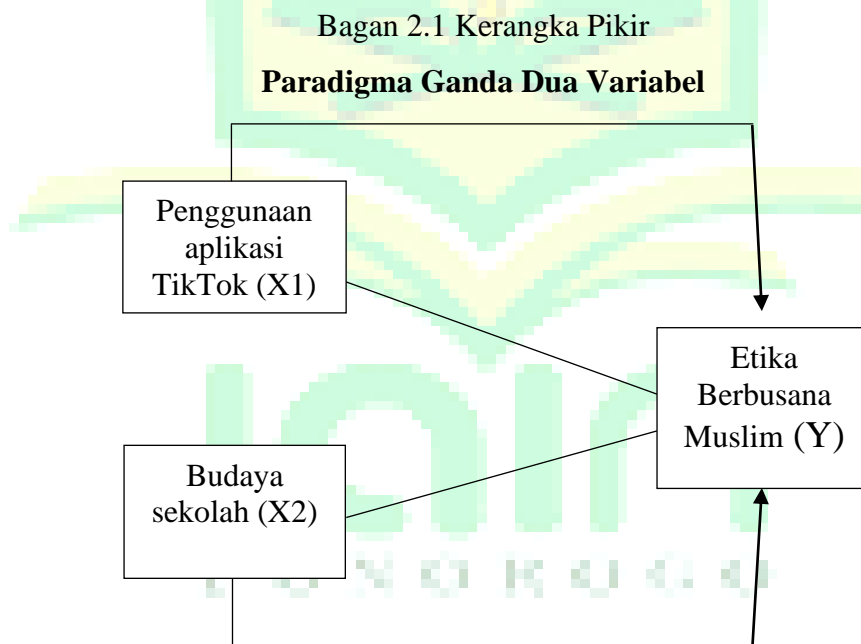 Bagan 2.1 Kerangka Pikir
Paradigma Ganda Dua Variabel
Penggunaan
aplikasi
TikTok (X1)
Etika
Berbusana
Muslim (Y)
Budaya
sekolah (X2)